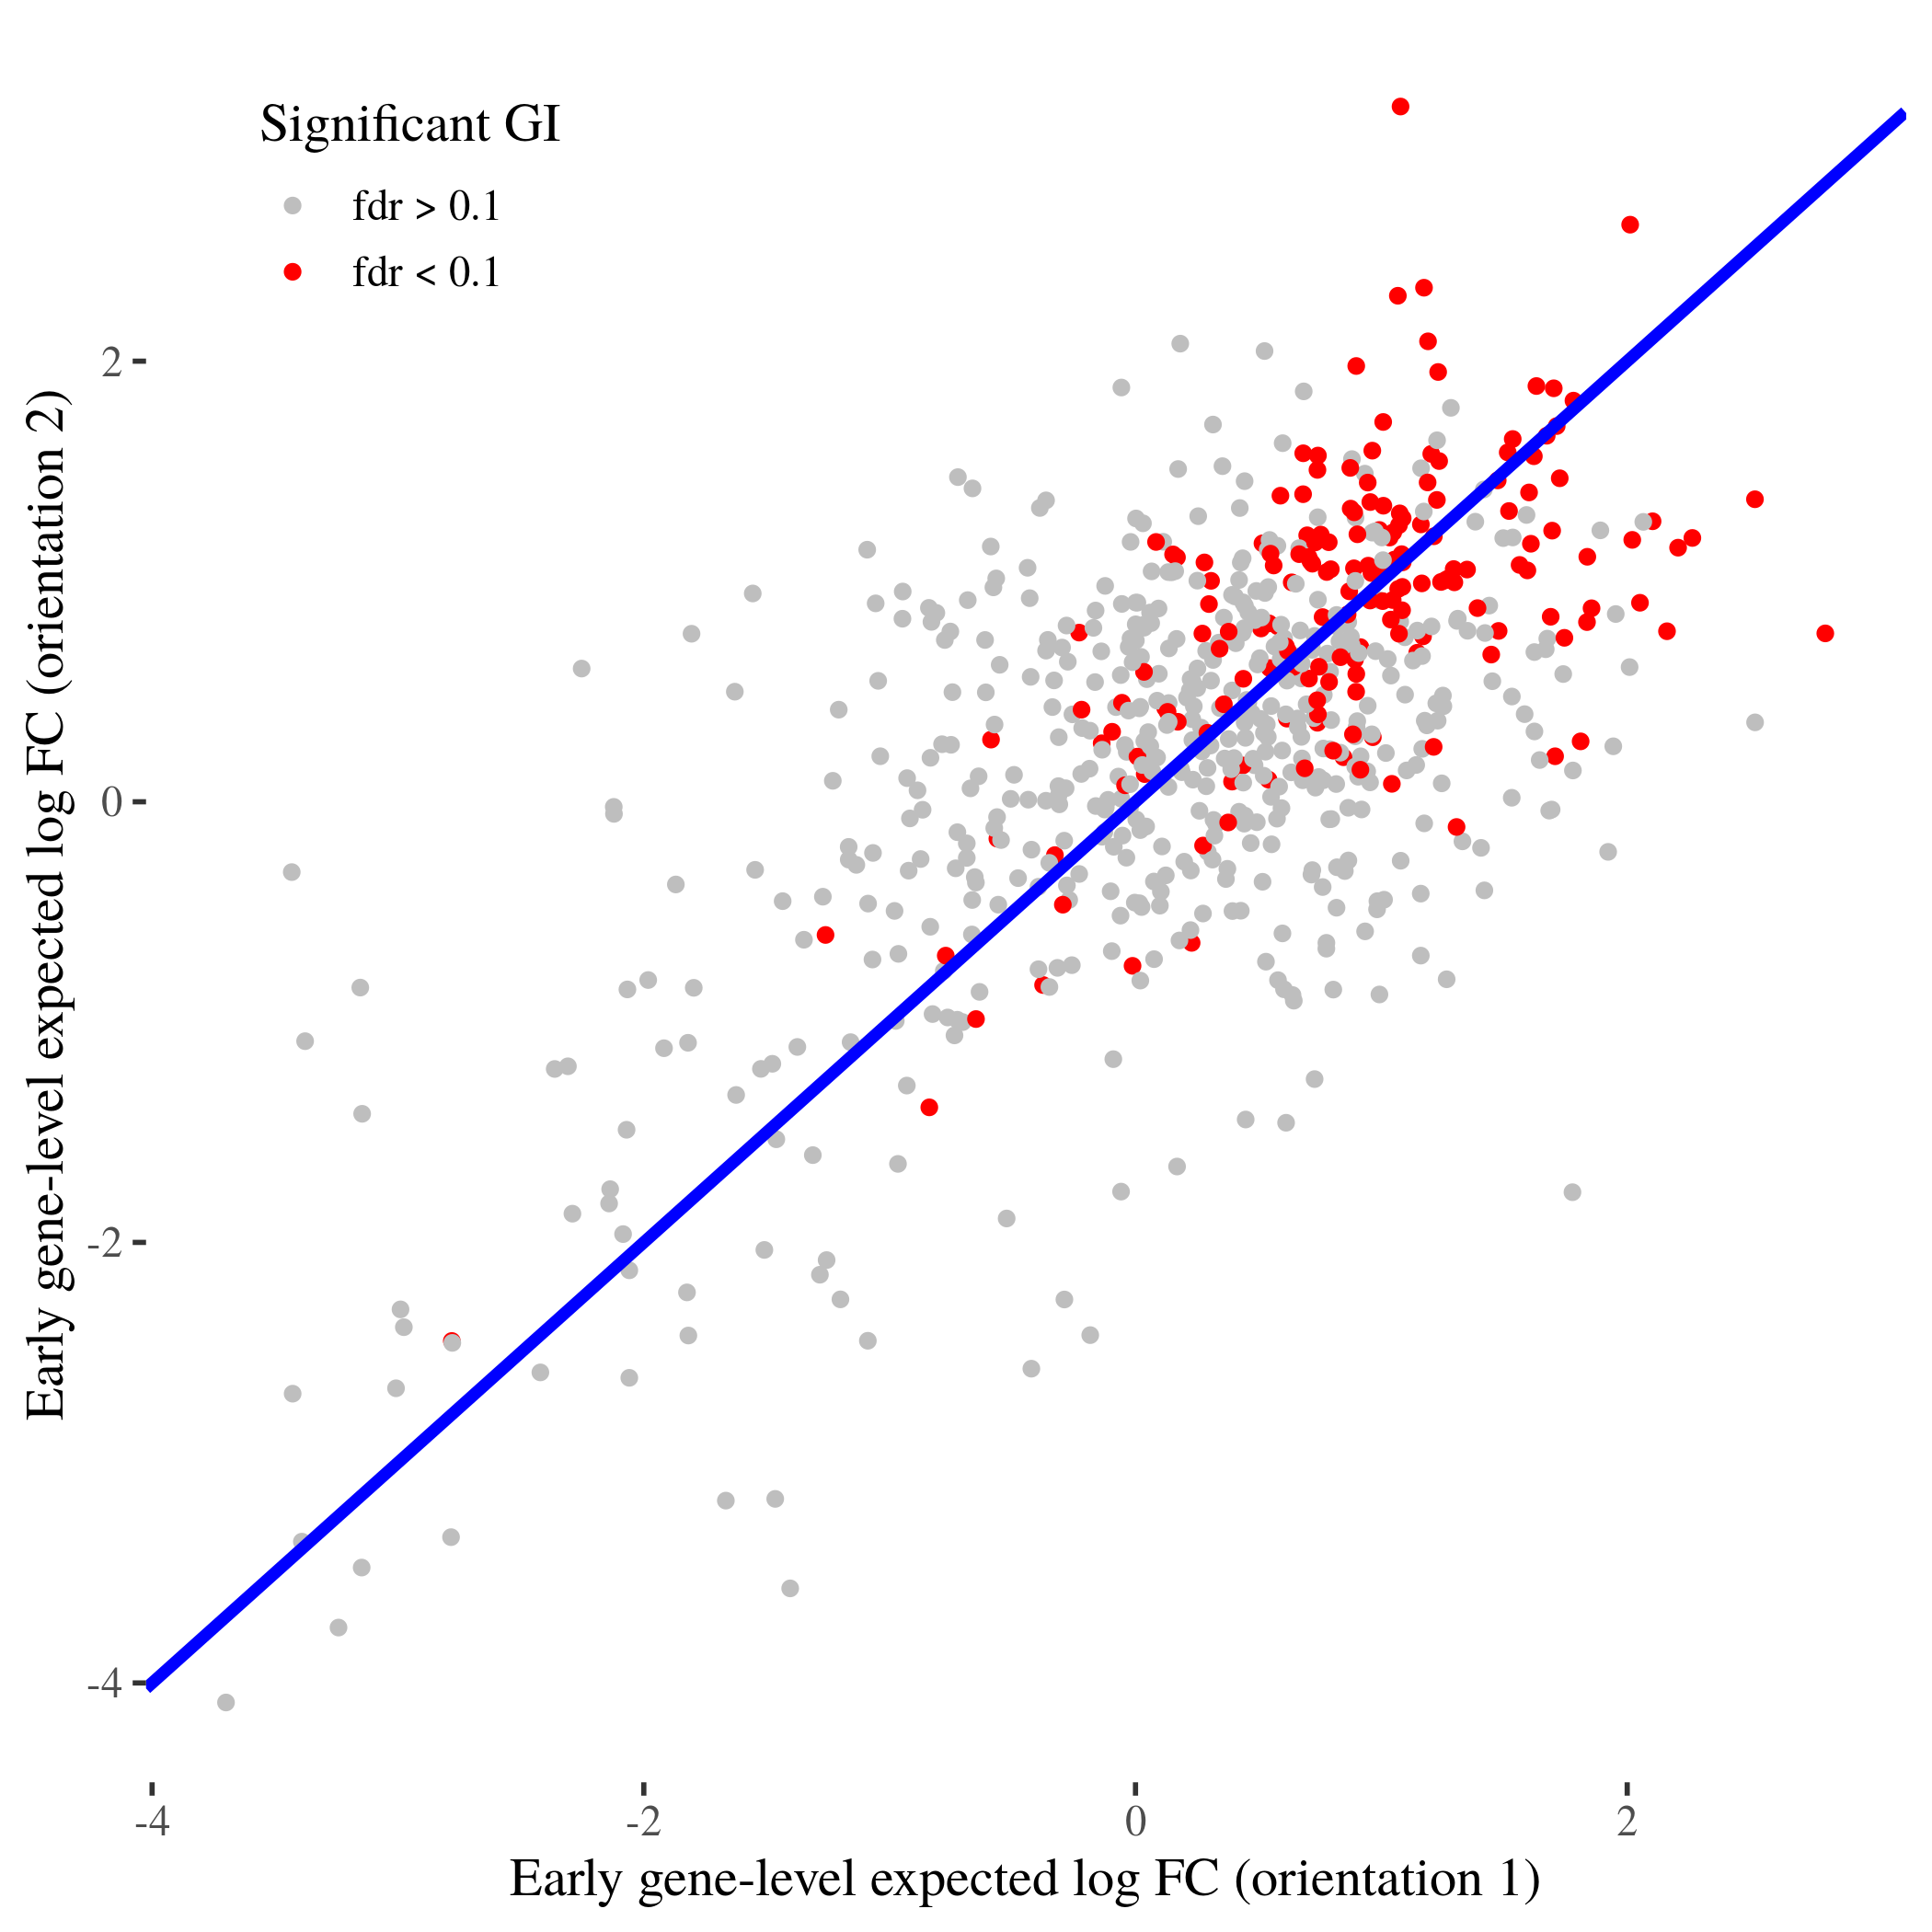 Significant GI
fdr > 0.1
fdr < 0.1
2
0
-2
-4
Early gene-level expected log FC (orientation 2)
-4
-2
0
2
Early gene-level expected log FC (orientation 1)